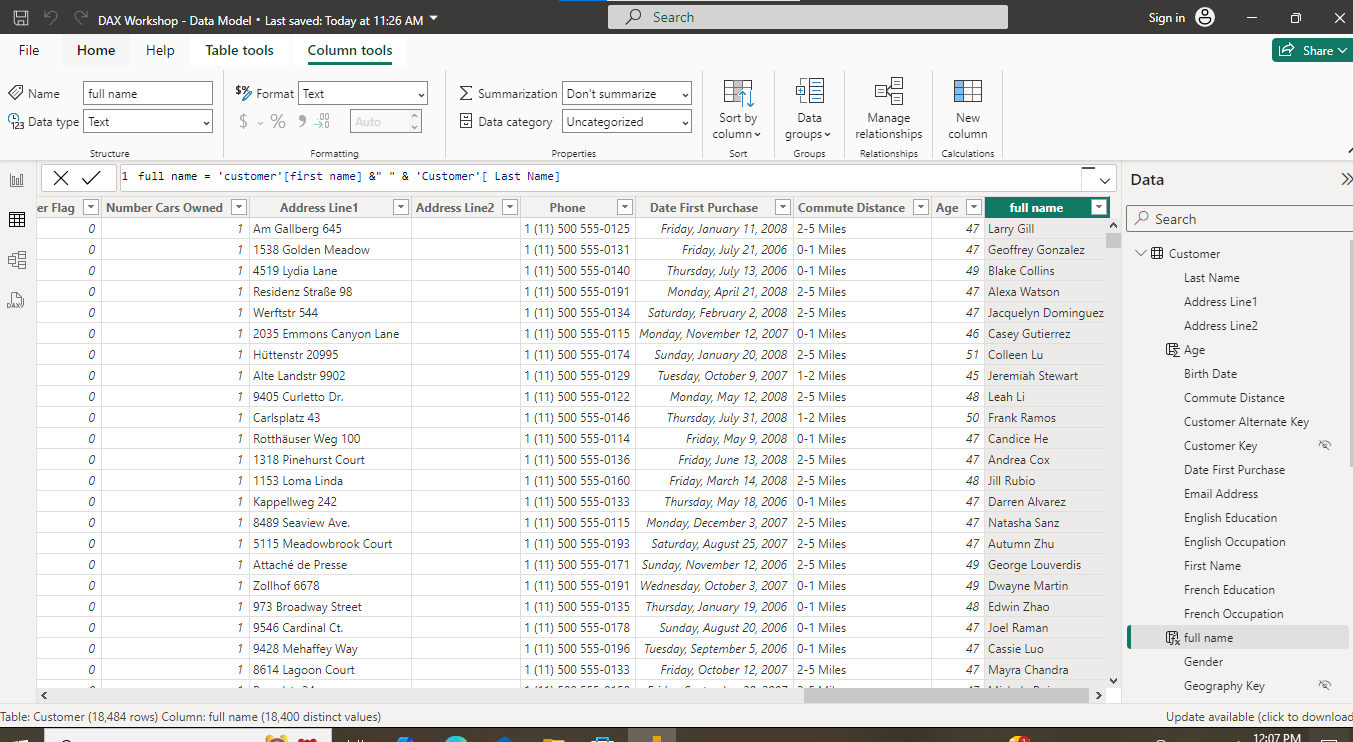 DAX Workshop - Data Model • Last saved: Today at 11:26 AM
Search
Sign in
File Home Help Table tools Column tools
Share
Name full name
Data type Text
Structure
Format Text
$ % Auto
Formatting
Summarization Don't summarize
Data category Uncategorized
Properties
Sort by column
Sort
Data groups
Groups
Manage relationships
Relationships
New column
Calculations
1 full name = 'customer'[first name] &" " & 'Customer'[ Last Name]
er Flag Number Cars Owned Address Line1 Address Line2 Phone Date First Purchase Commute Distance Age full name
0 1 Am Gallberg 645 1 (11) 500 555-0125 Friday, January 11, 2008 2-5 Miles 47 Larry Gill
0 1 1538 Golden Meadow 1 (11) 500 555-0131 Friday, July 21, 2006 0-1 Miles 47 Geoffrey Gonzalez
0 1 4519 Lydia Lane 1 (11) 500 555-0140 Thursday, July 13, 2006 0-1 Miles 49 Blake Collins
0 1 Residenz Straße 98 1 (11) 500 555-0191 Monday, April 21, 2008 2-5 Miles 47 Alexa Watson
0 1 Werftstr 544 1 (11) 500 555-0134 Saturday, February 2, 2008 2-5 Miles 47 Jacquelyn Dominguez
0 1 2035 Emmons Canyon Lane 1 (11) 500 555-0115 Monday, November 12, 2007 0-1 Miles 46 Casey Gutierrez
0 1 Hüttenstr 20995 1 (11) 500 555-0174 Sunday, January 20, 2008 2-5 Miles 51 Colleen Lu
0 1 Alte Landstr 9902 1 (11) 500 555-0129 Tuesday, October 9, 2007 1-2 Miles 45 Jeremiah Stewart
0 1 9405 Curletto Dr. 1 (11) 500 555-0122 Monday, May 12, 2008 2-5 Miles 48 Leah Li
0 1 Carlsplatz 43 1 (11) 500 555-0146 Thursday, July 31, 2008 1-2 Miles 50 Frank Ramos
0 1 Rotthäuser Weg 100 1 (11) 500 555-0114 Friday, May 9, 2008 0-1 Miles 47 Candice He
0 1 1318 Pinehurst Court 1 (11) 500 555-0136 Friday, June 13, 2008 2-5 Miles 47 Andrea Cox
0 1 1153 Loma Linda 1 (11) 500 555-0160 Friday, March 14, 2008 2-5 Miles 48 Jill Rubio
0 1 Kappellweg 242 1 (11) 500 555-0133 Thursday, May 18, 2006 0-1 Miles 47 Darren Alvarez
0 1 8489 Seaview Ave. 1 (11) 500 555-0115 Monday, December 3, 2007 2-5 Miles 47 Natasha Sanz
0 1 5115 Meadowbrook Court 1 (11) 500 555-0193 Saturday, August 25, 2007 2-5 Miles 47 Autumn Zhu
0 1 Attaché de Presse 1 (11) 500 555-0171 Sunday, November 12, 2006 2-5 Miles 49 George Louverdis
0 1 Zollhof 6678 1 (11) 500 555-0191 Wednesday, October 3, 2007 0-1 Miles 49 Dwayne Martin
0 1 973 Broadway Street 1 (11) 500 555-0135 Thursday, January 19, 2006 0-1 Miles 48 Edwin Zhao
0 1 9546 Cardinal Ct. 1 (11) 500 555-0178 Sunday, August 20, 2006 0-1 Miles 47 Joel Raman
0 1 9428 Mehaffey Way 1 (11) 500 555-0196 Tuesday, September 5, 2006 0-1 Miles 47 Cassie Luo
0 1 8614 Lagoon Court 1 (11) 500 555-0133 Friday, October 12, 2007 2-5 Miles 47 Mayra Chandra
Data
Search
Customer
Last Name
Address Line1
Address Line2
Age
Birth Date
Commute Distance
Customer Alternate Key
Customer Key
Date First Purchase
Email Address
English Education
English Occupation
First Name
French Education
French Occupation
full name
Gender
Geography Key
Table: Customer (18,484 rows) Column: full name (18,400 distinct values)
Update available (click to download
12:07 PM